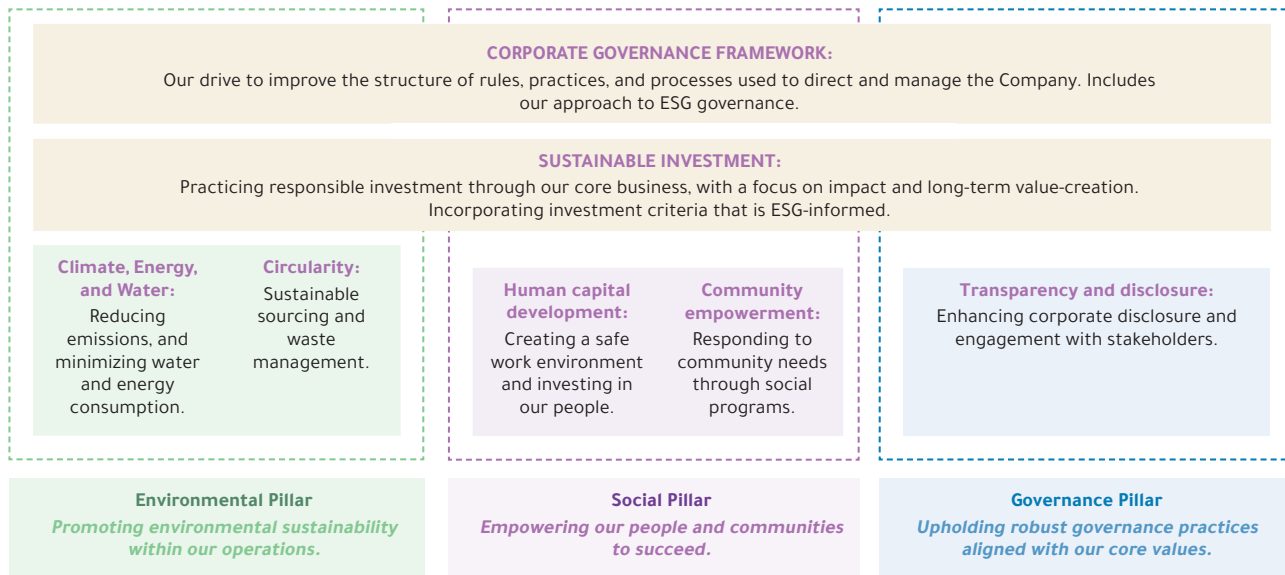 CORPORATE GOVERNANCE FRAMEWORK:
Our drive to improve the structure of rules, practices, and processes used to direct and manage the Company. Includes
our approach to ESG governance.
SUSTAINABLE INVESTMENT:
Practicing responsible investment through our core business, with a focus on impact and long-term value-creation.
Incorporating investment criteria that is ESG-informed.
Climate, Energy,
and Water:
Reducing
emissions, and
minimizing water
and energy
consumption.
Circularity:
Sustainable
sourcing and
waste
management.
Human capital
development:
Creating a safe
work environment
and investing in
our people.
Community
empowerment:
Responding to
community needs
through social
programs.
Transparency and disclosure:
Enhancing corporate disclosure and
engagement with stakeholders.
Environmental Pillar
Promoting environmental sustainability
within our operations.
Social Pillar
Empowering our people and communities
to succeed.
Governance Pillar
Upholding robust governance practices
aligned with our core values.